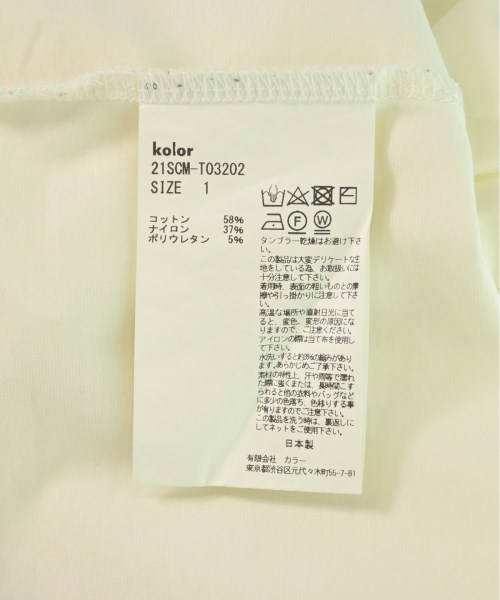 kolor
21SCM-T03202
SIZE 1
コットン 58%
ナイロン 37%
ポリウレタン 5%
F W
タンブラー乾燥はお避け下さ
い。
この製品は大変デリケートな生
地をしている為、お取扱いには
十分注意して下さい。
着用時、表面の粗いものとの摩
擦や引っ掛かりに注意して下さ
い。
高温な場所や直射日光に当て
ると、変色、変形の原因にな
りますので、ご注意ください。
アイロンの際は当て布を使用し
て下さい。
水洗いすると約3%の縮みがあり
ます。あらかじめご了承下さい。
素材の特性上、汗や雨等で濡れ
た際に強くまたは、長時間こす
られると他の衣料やバッグなど
に多少の色落ち、色移りする事
が有りますのでご注意下さい。
この製品を洗う時は、裏返しに
してネットをご使用下さい。
日本製
有限会社 カラー
東京都渋谷区元代々木町55-7-B1